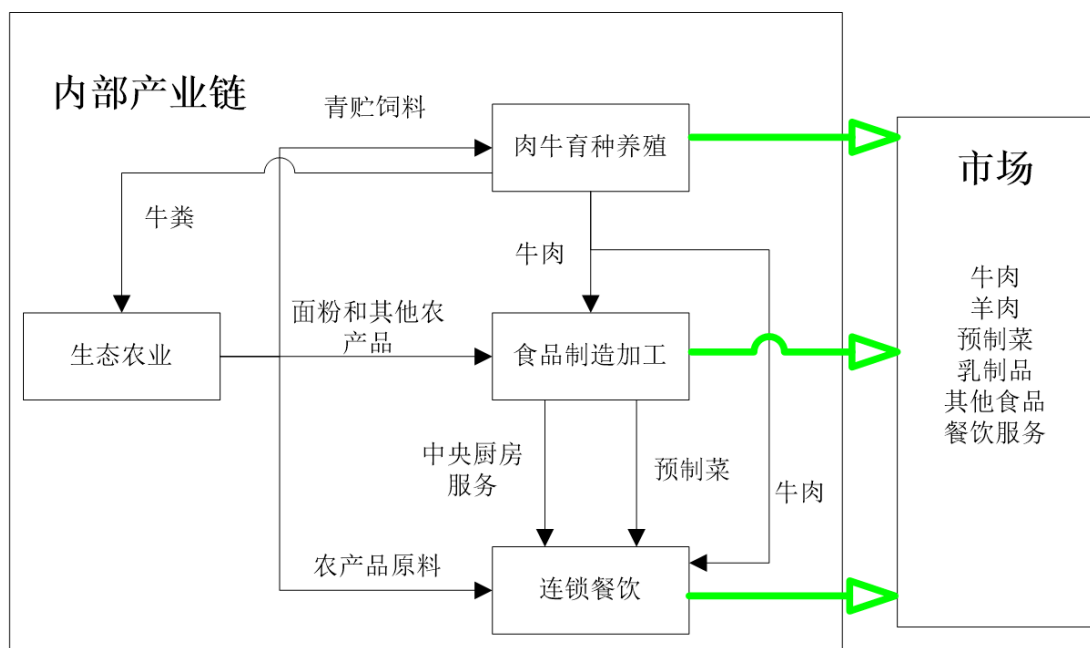 内部产业链
青贮饲料
肉牛育种养殖
市场
牛粪
牛肉
牛肉
羊肉
预制菜
乳制品
其他食品
餐饮服务
面粉和其他农
产品
生态农业
食品制造加工
中央厨房
服务
预制菜
牛肉
农产品原料
连锁餐饮